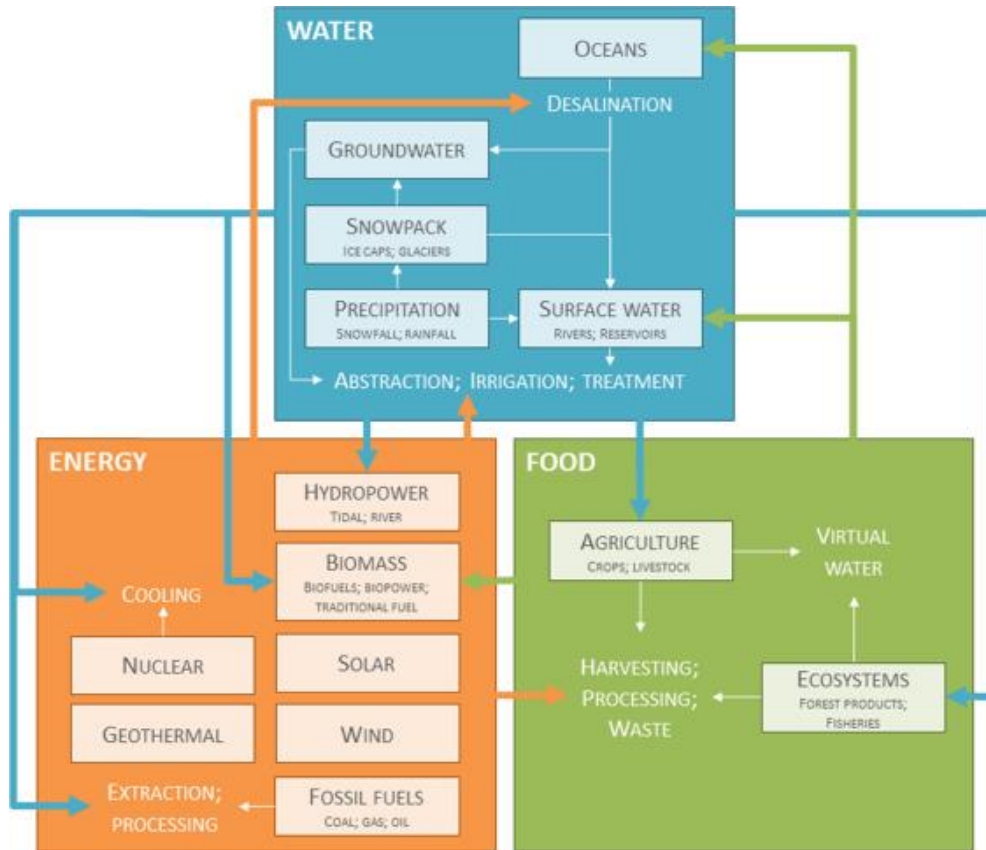 WATER
OCEANS
DESALINATION
GROUNDWATER
SNOWPACK
ICE CAPS; GLACIERS
PRECIPITATION
SNOWFALL; RAINFALL
SURFACE WATER
RIVERS; RESERVOIRS
ABSTRACTION; IRRIGATION; TREATMENT
ENERGY
HYDROPOWER
TIDAL; RIVER
BIOMASS
BIOFUELS; BIOPOWER;
TRADITIONAL FUEL
COOLING
NUCLEAR
SOLAR
GEOTHERMAL
WIND
EXTRACTION;
PROCESSING
FOSSIL FUELS
COAL; GAS; OIL
FOOD
AGRICULTURE
CROPS; LIVESTOCK
VIRTUAL
WATER
HARVESTING;
PROCESSING;
WASTE
ECOSYSTEMS
FOREST PRODUCTS;
FISHERIES